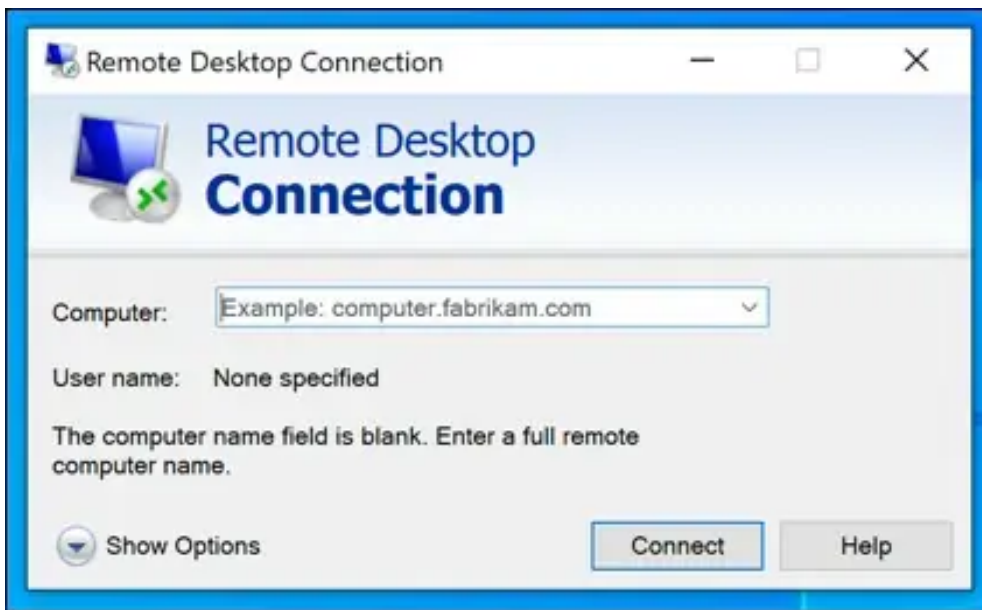 Remote Desktop Connection
Remote Desktop
Connection
Computer: Example: computer.fabrikam.com
User name: None specified
The computer name field is blank. Enter a full remote
computer name.
Show Options Connect Help